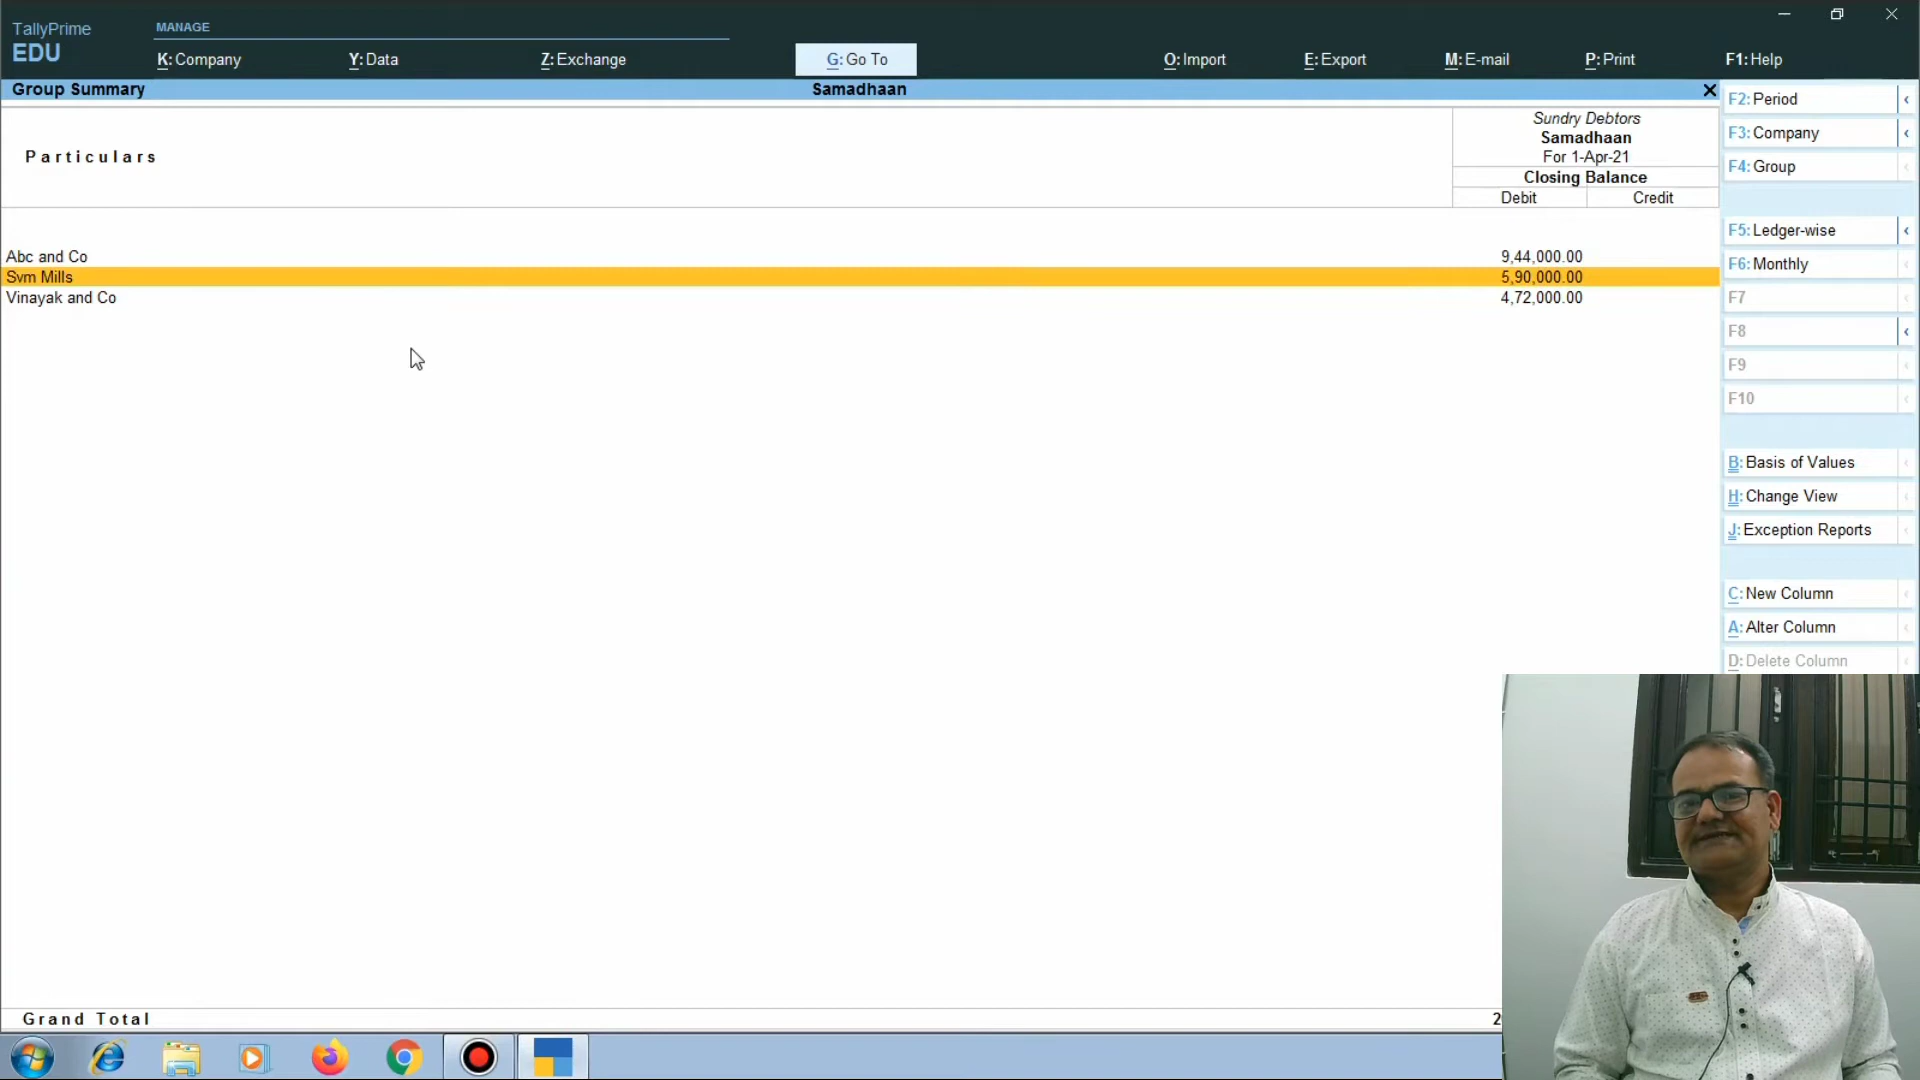 TallyPrime
EDU
MANAGE
K: Company
Y: Data
Z: Exchange
G: Go To
O: Import
E: Export
M: E-mail
P: Print
F1: Help
Group Summary
Samadhaan
Particulars
Sundry Debtors
Samadhaan
For 1-Apr-21
Closing Balance
Debit Credit
Abc and Co 9,44,000.00
Svm Mills 5,90,000.00
Vinayak and Co 4,72,000.00
Grand Total
F2: Period
F3: Company
F4: Group
F5: Ledger-wise
F6: Monthly
F7
F8
F9
F10
B: Basis of Values
H: Change View
J: Exception Reports
C: New Column
A: Alter Column
D: Delete Column